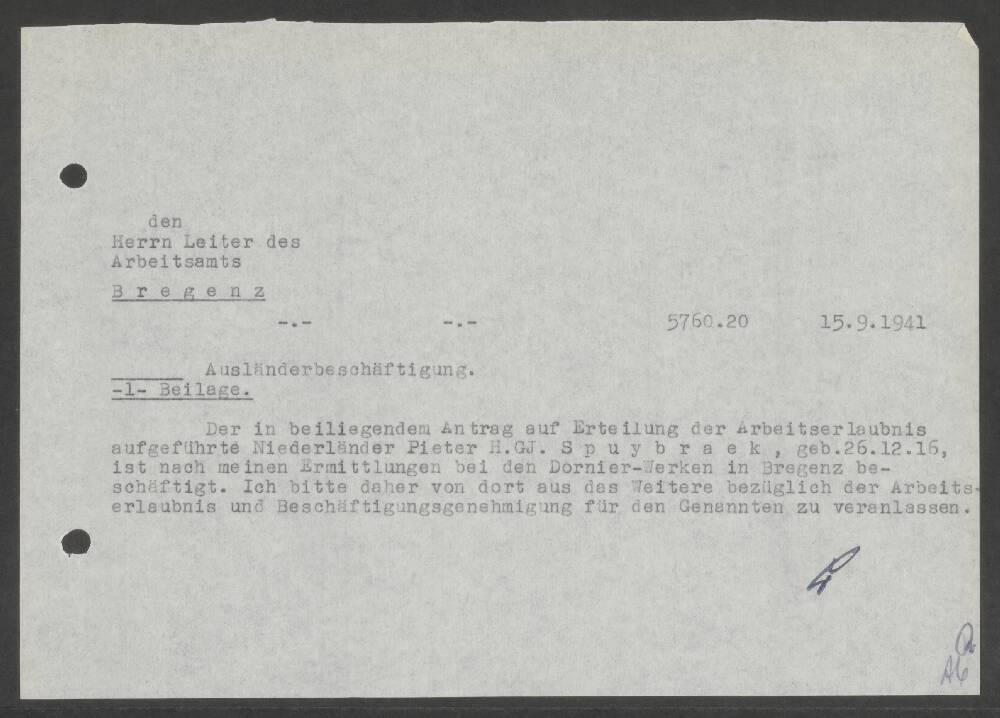 den
Herrn Leiter des
Arbeitsamts
B r e g e n z
-.- -.- 5760.20 15.9.1941
Ausländerbeschäftigung.
-1- Beilage.
Der in beiliegendem Antrag auf Erteilung der Arbeitserlaubnis
aufgeführte Niederländer Pieter H.GJ. S p u y b r a e k , geb.26.12.16,
ist nach meinen Ermittlungen bei den Dornier-Werken in Bregenz be-
schäftigt. Ich bitte daher von dort aus das Weitere bezüglich der Arbeits-
erlaubnis und Beschäftigungsgenehmigung für den Genannten zu veranlassen.